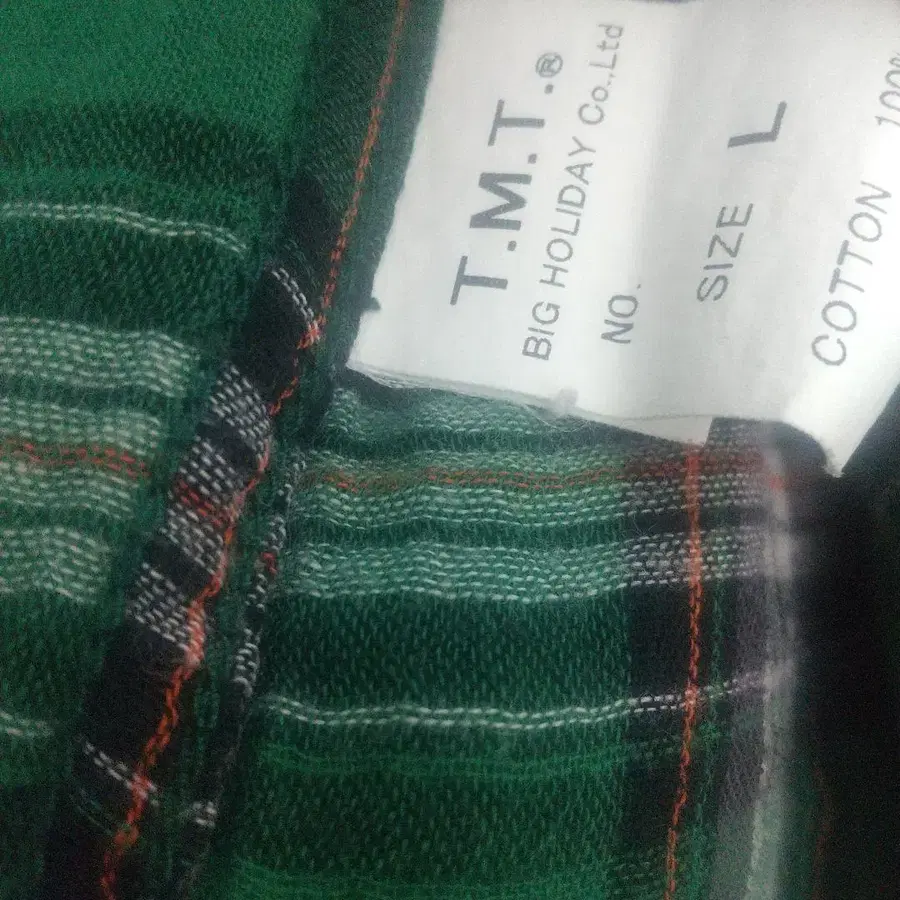 T.M.T.®
BIG HOLIDAY Co.,Ltd
NO.
SIZE L
COTTON 100%